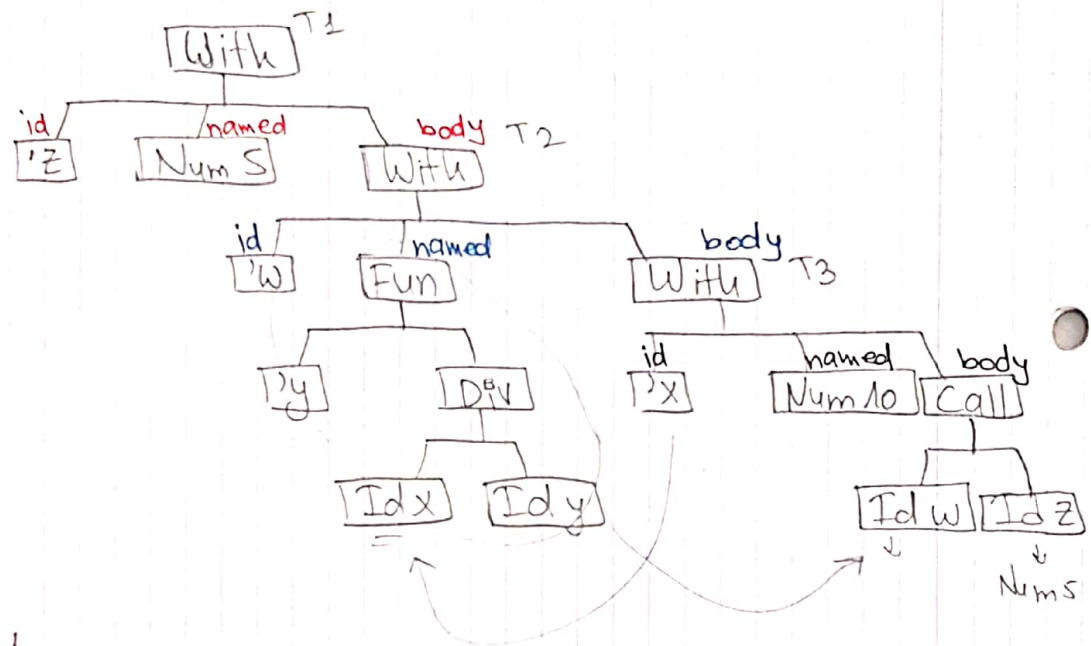 With T1
id named body T2
'Z Num 5 With
id named body
'W Fun With T3
id named body
'y Div 'x Num 10 Call
Id x Id y Id w Id Z
Num 5